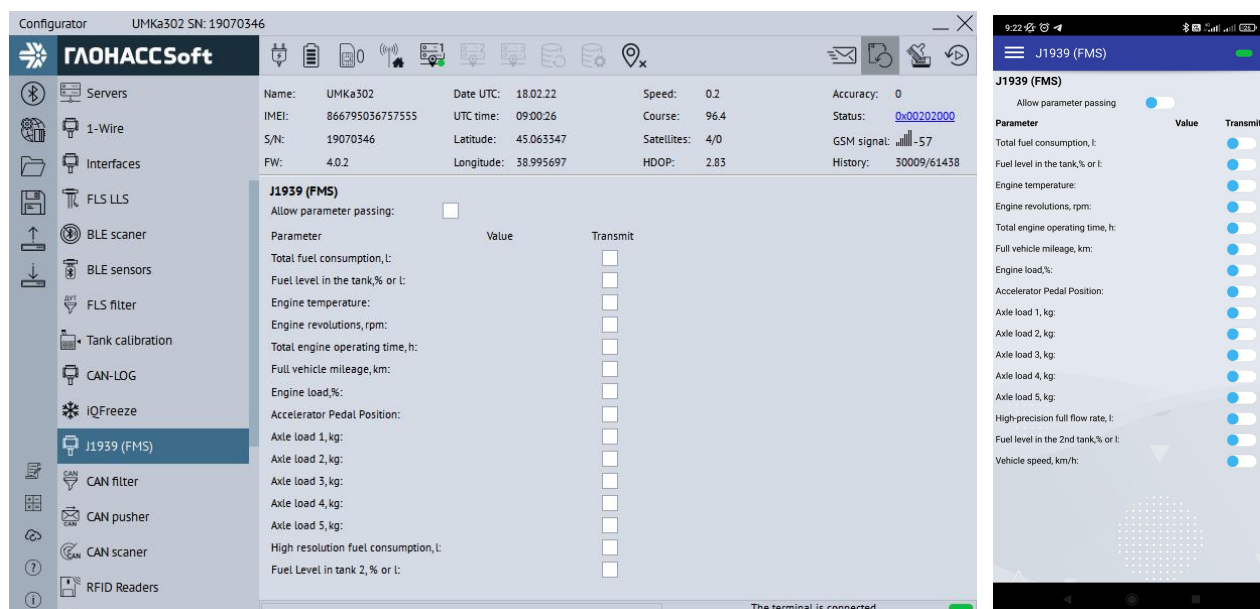 Configurator UMKa302 SN: 19070346
ГЛОНАССSoft
0
Servers
1-Wire
Interfaces
FLS LLS
BLE scaner
BLE sensors
FLS filter
Tank calibration
CAN-LOG
iQFreeze
J1939 (FMS)
CAN filter
CAN pusher
CAN scaner
RFID Readers
Name: UMKa302 Date UTC: 18.02.22 Speed: 0.2 Accuracy: 0
IMEI: 866795036757555 UTC time: 09:00:26 Course: 96.4 Status: 0x00202000
S/N: 19070346 Latitude: 45.063347 Satellites: 4/0 GSM signal: -57
FW: 4.0.2 Longitude: 38.995697 HDOP: 2.83 History: 30009/61438
J1939 (FMS)
Allow parameter passing:
Parameter Value Transmit
Total fuel consumption, l:
Fuel level in the tank,% or l:
Engine temperature:
Engine revolutions, rpm:
Total engine operating time, h:
Full vehicle mileage, km:
Engine load,%:
Accelerator Pedal Position:
Axle load 1, kg:
Axle load 2, kg:
Axle load 3, kg:
Axle load 4, kg:
Axle load 5, kg:
High resolution fuel consumption, l:
Fuel Level in tank 2, % or l:
The terminal is connected
9:22
J1939 (FMS)
J1939 (FMS)
Allow parameter passing
Parameter Value Transmit
Total fuel consumption, l:
Fuel level in the tank,% or l:
Engine temperature:
Engine revolutions, rpm:
Total engine operating time, h:
Full vehicle mileage, km:
Engine load,%:
Accelerator Pedal Position:
Axle load 1, kg:
Axle load 2, kg:
Axle load 3, kg:
Axle load 4, kg:
Axle load 5, kg:
High-precision full flow rate, l:
Fuel level in the 2nd tank,% or l:
Vehicle speed, km/h: